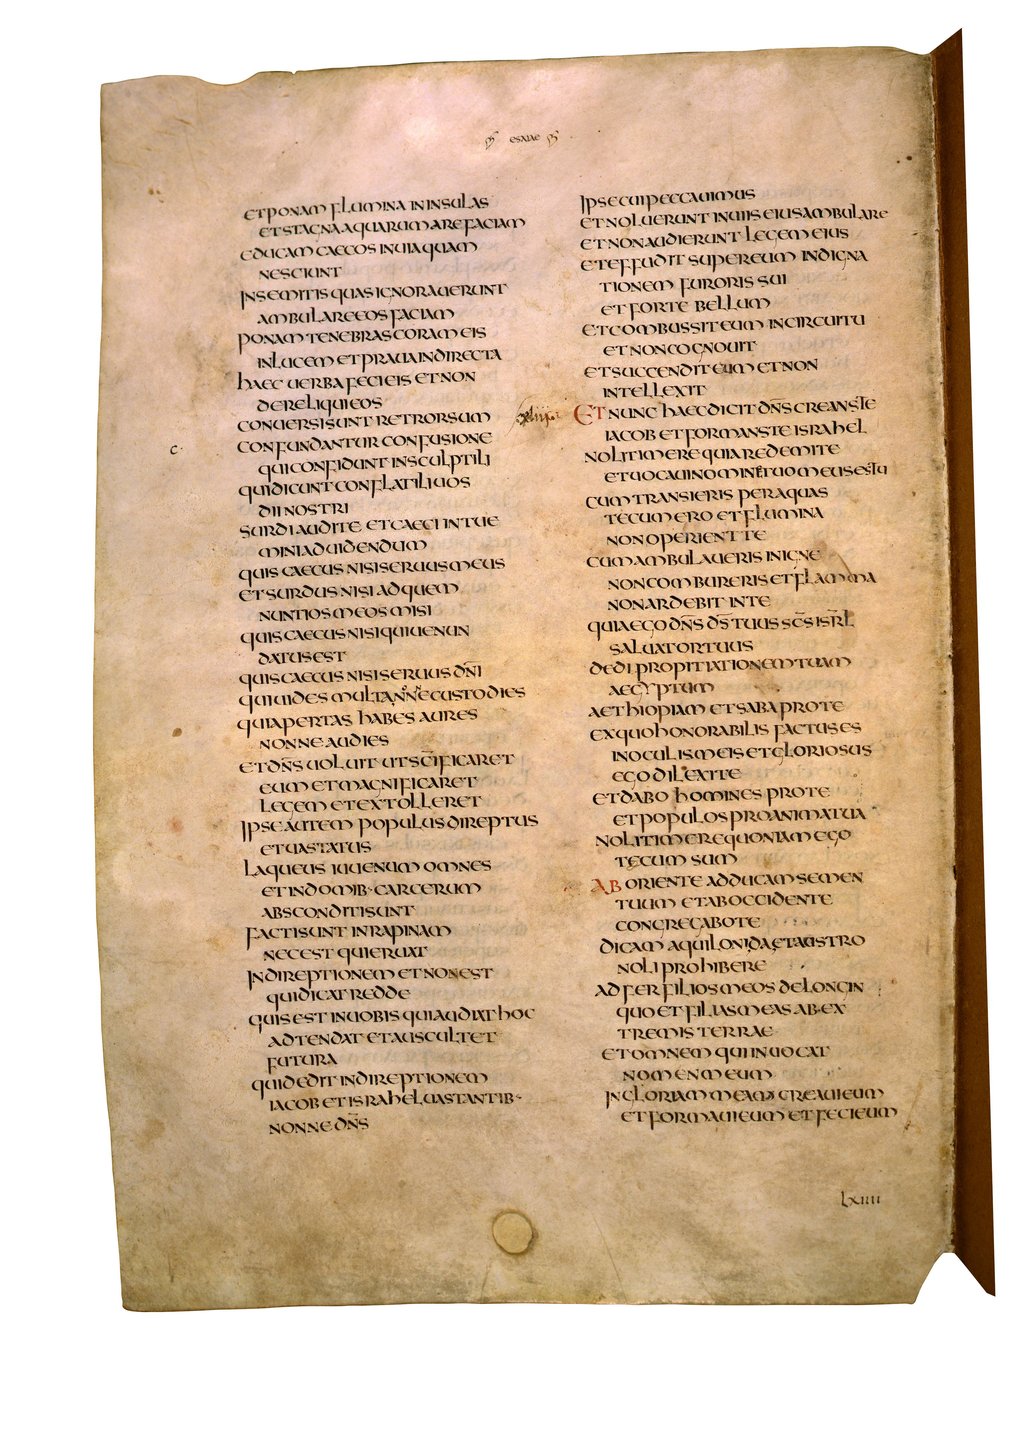 ESAIAE
ET PONAM FLUMINA IN INSULAS
ET STAGNA AQUARUM AREFACIAM
EDUCAM CAECOS IN UIA QUAM
NESCIUNT
IN SEMITIS QUAS IGNORAUERUNT
AMBULARE EOS FACIAM
PONAM TENEBRAS CORAM EIS
IN LUCEM ET PRAUA IN DIRECTA
HAEC UERBA FECI EIS ET NON
DERELIQUI EOS
CONUERSI SUNT RETRORSUM
C
CONFUNDANTUR CONFUSIONE
QUI CONFIDUNT IN SCULPTILI
QUI DICUNT CONFLATILI UOS
DII NOSTRI
SURDI AUDITE ET CAECI INTUE
MINI AD UIDENDUM
QUIS CAECUS NISI SERUUS MEUS
ET SURDUS NISI AD QUEM
NUNTIOS MEOS MISI
QUIS CAECUS NISI QUI UENUN
DATUS EST
QUIS CAECUS NISI SERUUS DN̄I
QUI UIDES MULTA NONNE CUSTODIES
QUI APERTAS HABES AURES
NONNE AUDIES
ET DN̄S UOLUIT UT SC̄IFICARET
EUM ET MAGNIFICARET
LEGEM ET EXTOLLERET
IPSE AUTEM POPULUS DIREPTUS
ET UASTATUS
LAQUEUS IUUENUM OMNES
ET IN DOMIB· CARCERUM
ABSCONDITI SUNT
FACTI SUNT IN RAPINAM
NEC EST QUI ERUAT
IN DIREPTIONEM ET NON EST
QUI DICAT REDDE
QUIS EST IN UOBIS QUI AUDIAT HOC
ADTENDAT ET AUSCULTET
FUTURA
QUI DEDIT IN DIREPTIONEM
IACOB ET ISRAHEL UASTANTIB·
NONNE DN̄S
IPSE CUI PECCAUIMUS
ET NOLUERUNT IN UIIS EIUS AMBULARE
ET NON AUDIERUNT LEGEM EIUS
ET EFFUDIT SUPER EUM INDIGNA
TIONEM FURORIS SUI
ET FORTE BELLUM
ET COMBUSSIT EUM IN CIRCUITU
ET NON COGNOUIT
ET SUCCENDIT EUM ET NON
INTELLEXIT
xliii
ET NUNC HAEC DICIT DN̄S CREANS TE
IACOB ET FORMANS TE ISRAHEL
NOLI TIMERE QUIA REDEMI TE
ET UOCAUI NOMINE TUO MEUS ES TU
CUM TRANSIERIS PER AQUAS
TECUM ERO ET FLUMINA
NON OPERIENT TE
CUM AMBULAUERIS IN IGNE
NON COMBURERIS ET FLAMMA
NON ARDEBIT IN TE
QUIA EGO DN̄S D̄S TUUS SC̄S ISR̄L
SALUATOR TUUS
DEDI PROPITIATIONEM TUAM
AEGYPTUM
AETHIOPIAM ET SABA PRO TE
EX QUO HONORABILIS FACTUS ES
IN OCULIS MEIS ET GLORIOSUS
EGO DILEXI TE
ET DABO HOMINES PRO TE
ET POPULOS PRO ANIMA TUA
NOLI TIMERE QUONIAM EGO
TECUM SUM
AB ORIENTE ADDUCAM SEMEN
TUUM ET AB OCCIDENTE
CONGREGABO TE
DICAM AQUILONI DA ET AUSTRO
NOLI PROHIBERE
ADFER FILIOS MEOS DE LONGIN
QUO ET FILIAS MEAS AB EX
TREMIS TERRAE
ET OMNEM QUI INUOCAT
NOMEN MEUM
IN GLORIAM MEAM CREAUI EUM
ET FORMAUI EUM ET FECI EUM
LXIIII